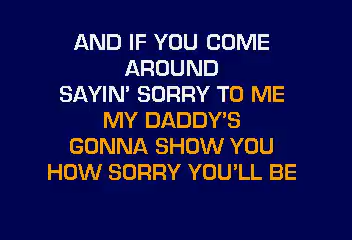 AND IF YOU COME
AROUND
SAYIN' SORRY TO ME
MY DADDY'S
GONNA SHOW YOU
HOW SORRY YOU'LL BE